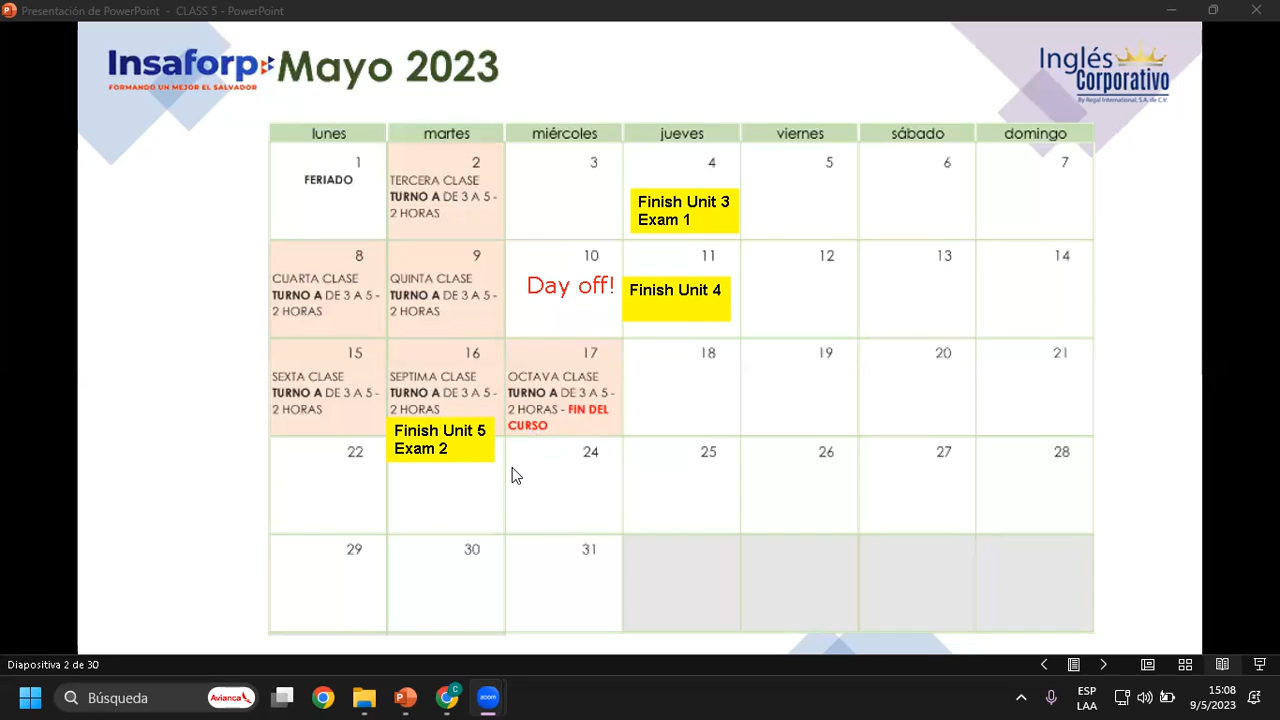 Presentación de PowerPoint - CLASS 5 - PowerPoint
Insaforp
FORMANDO UN MEJOR EL SALVADOR
Mayo 2023
Inglés
Corporativo
By Regal International, S.A. de C.V.
lunes martes miércoles jueves viernes sábado domingo
1 2 3 4 5 6 7
FERIADO
TERCERA CLASE
TURNO A DE 3 A 5 -
2 HORAS
Finish Unit 3
Exam 1
8 9 10 11 12 13 14
CUARTA CLASE
TURNO A DE 3 A 5 -
2 HORAS
QUINTA CLASE
TURNO A DE 3 A 5 -
2 HORAS
Day off!
Finish Unit 4
15 16 17 18 19 20 21
SEXTA CLASE
TURNO A DE 3 A 5 -
2 HORAS
SEPTIMA CLASE
TURNO A DE 3 A 5 -
2 HORAS
Finish Unit 5
Exam 2
OCTAVA CLASE
TURNO A DE 3 A 5 -
2 HORAS - FIN DEL
CURSO
22 24 25 26 27 28
29 30 31
Diapositiva 2 de 30
Búsqueda
Avianca
C
zoom
ESP
LAA
15:08
9/5/2023